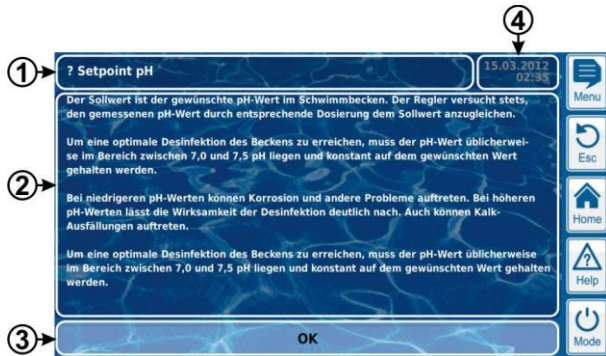 4
1
? Setpoint pH
15.03.2012
02:35
Menu
Der Sollwert ist der gewünschte pH-Wert im Schwimmbecken. Der Regler versucht stets,
den gemessenen pH-Wert durch entsprechende Dosierung dem Sollwert anzugleichen.
Um eine optimale Desinfektion des Beckens zu erreichen, muss der pH-Wert üblicherwei-
se im Bereich zwischen 7,0 und 7,5 pH liegen und konstant auf dem gewünschten Wert
gehalten werden.
Esc
2
Bei niedrigeren pH-Werten können Korrosion und andere Probleme auftreten. Bei höheren
pH-Werten lässt die Wirksamkeit der Desinfektion deutlich nach. Auch können Kalk-
Ausfällungen auftreten.
Home
Um eine optimale Desinfektion des Beckens zu erreichen, muss der pH-Wert üblicherweise
im Bereich zwischen 7,0 und 7,5 pH liegen und konstant auf dem gewünschten Wert gehalten
werden.
Help
3
OK
Mode